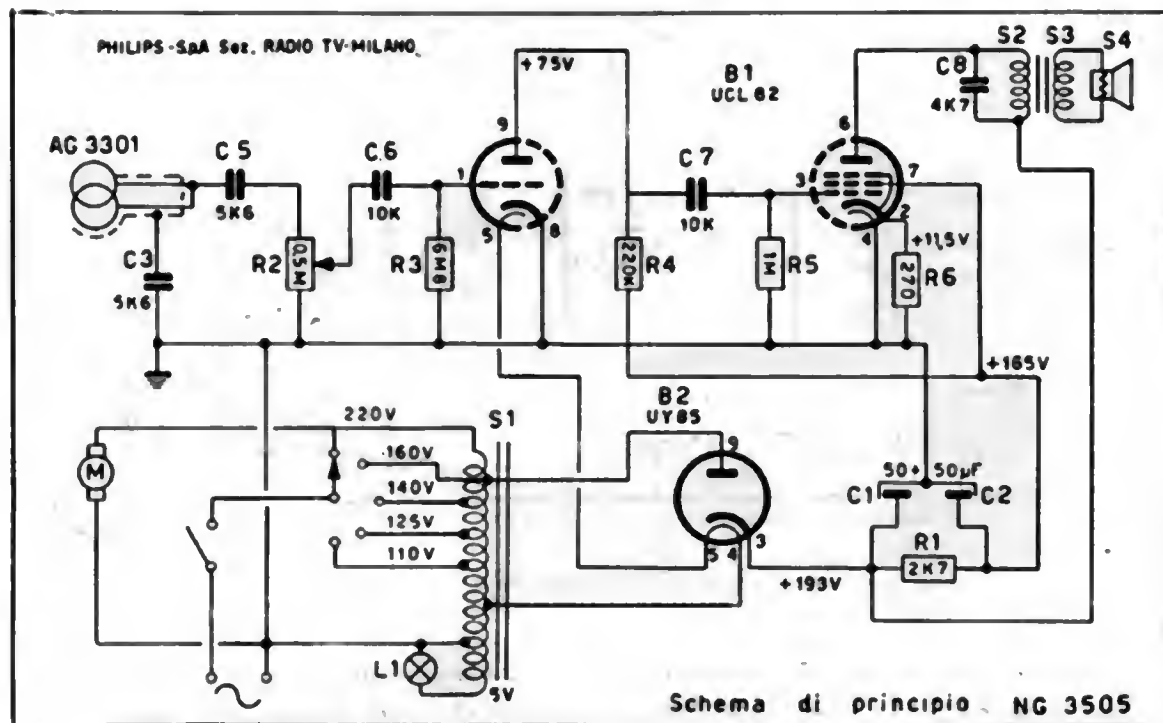 PHILIPS-SpA Sez. RADIO TV-MILANO.
+75V
B1
UCL 82
S2
S3
S4
C8
4K7
AG 3301
C5
5K6
C6
10K
9
1
5
8
C7
10K
6
3
7
2
4
C3
5K6
R2
0,5M
R3
6M8
R4
220K
R5
1M
+11,5V
R6
270
+165V
B2
UY85
S1
220V
160V
140V
125V
110V
M
9
5
4
3
50+50µF
C1
C2
R1
2K7
+193V
L1
5V
Schema di principio NG 3505